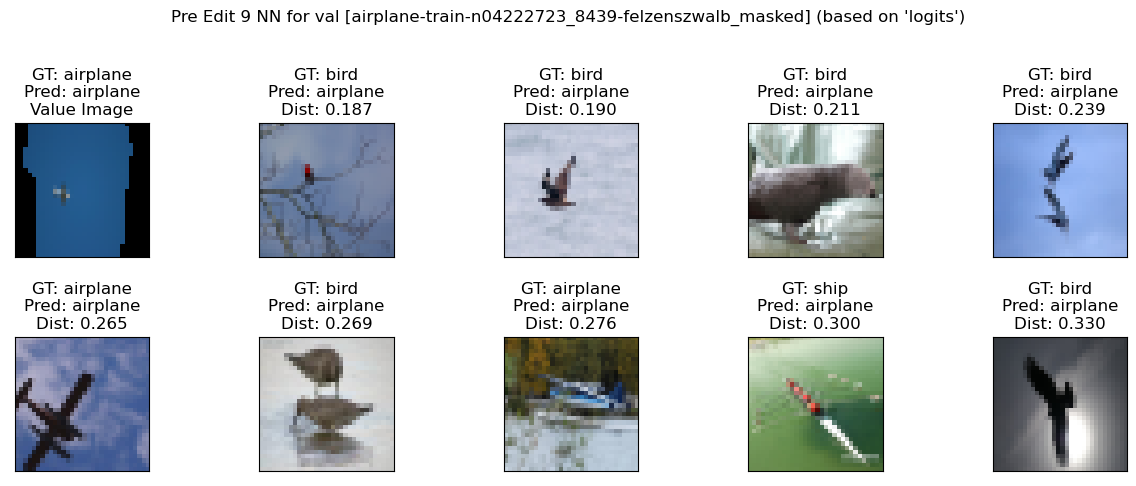 Pre Edit 9 NN for val [airplane-train-n04222723_8439-felzenszwalb_masked] (based on 'logits')
GT: airplane
Pred: airplane
Value Image
GT: bird
Pred: airplane
Dist: 0.187
GT: bird
Pred: airplane
Dist: 0.190
GT: bird
Pred: airplane
Dist: 0.211
GT: bird
Pred: airplane
Dist: 0.239
GT: airplane
Pred: airplane
Dist: 0.265
GT: bird
Pred: airplane
Dist: 0.269
GT: airplane
Pred: airplane
Dist: 0.276
GT: ship
Pred: airplane
Dist: 0.300
GT: bird
Pred: airplane
Dist: 0.330